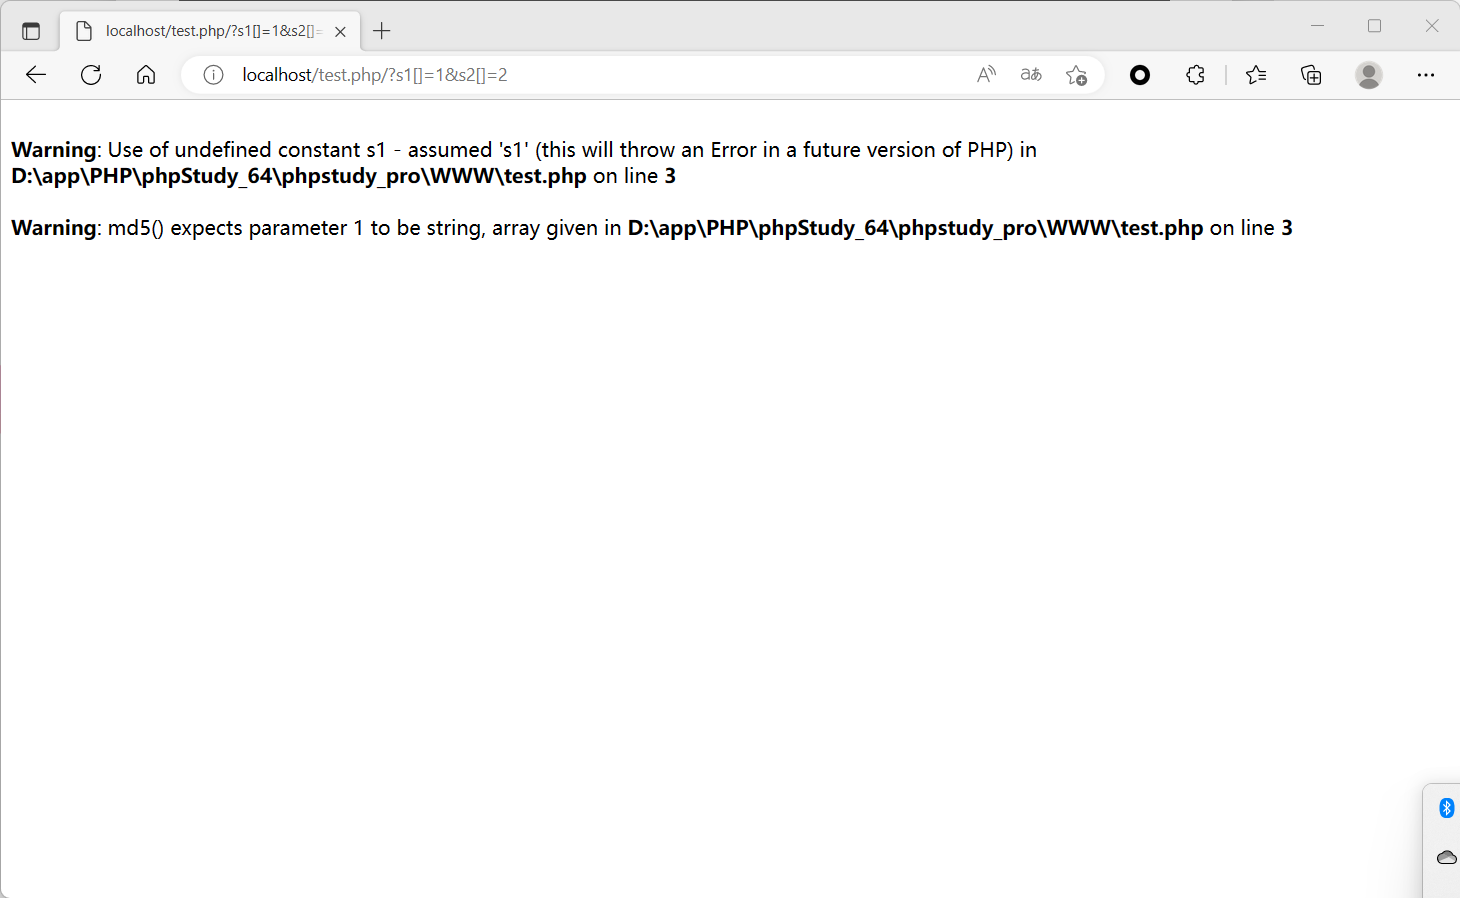 localhost/test.php/?s1[]=1&s2[]=
localhost/test.php/?s1[]=1&s2[]=2
Warning: Use of undefined constant s1 - assumed 's1' (this will throw an Error in a future version of PHP) in
D:\app\PHP\phpStudy_64\phpstudy_pro\WWW\test.php on line 3
Warning: md5() expects parameter 1 to be string, array given in D:\app\PHP\phpStudy_64\phpstudy_pro\WWW\test.php on line 3